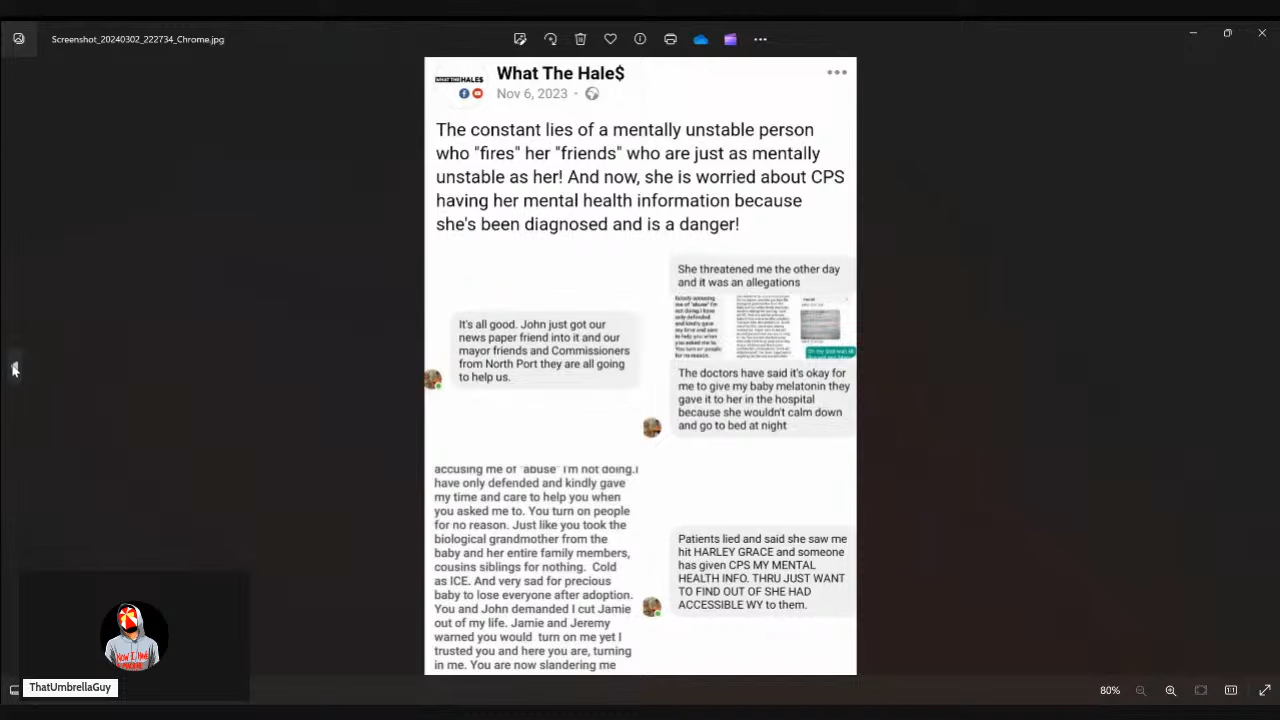 Screenshot_20240302_222734_Chrome.jpg
WHAT THE HALES
What The Hale$
Nov 6, 2023 ·
The constant lies of a mentally unstable person
who "fires" her "friends" who are just as mentally
unstable as her! And now, she is worried about CPS
having her mental health information because
she's been diagnosed and is a danger!
She threatened me the other day
and it was an allegations
It's all good. John just got our
news paper friend into it and our
mayor friends and Commissioners
from North Port they are all going
to help us.
The doctors have said it's okay for
me to give my baby melatonin they
gave it to her in the hospital
because she wouldn't calm down
and go to bed at night
accusing me of "abuse" I'm not doing.I
have only defended and kindly gave
my time and care to help you when
you asked me to. You turn on people
for no reason. Just like you took the
biological grandmother from the
baby and her entire family members,
cousins siblings for nothing. Cold
as ICE. And very sad for precious
baby to lose everyone after adoption.
You and John demanded I cut Jamie
out of my life. Jamie and Jeremy
warned you would turn on me yet I
trusted you and here you are, turning
in me. You are now slandering me
Patients lied and said she saw me
hit HARLEY GRACE and someone
has given CPS MY MENTAL
HEALTH INFO. THRU JUST WANT
TO FIND OUT OF SHE HAD
ACCESSIBLE WY to them.
NOW I HAVE
ThatUmbrellaGuy
80%